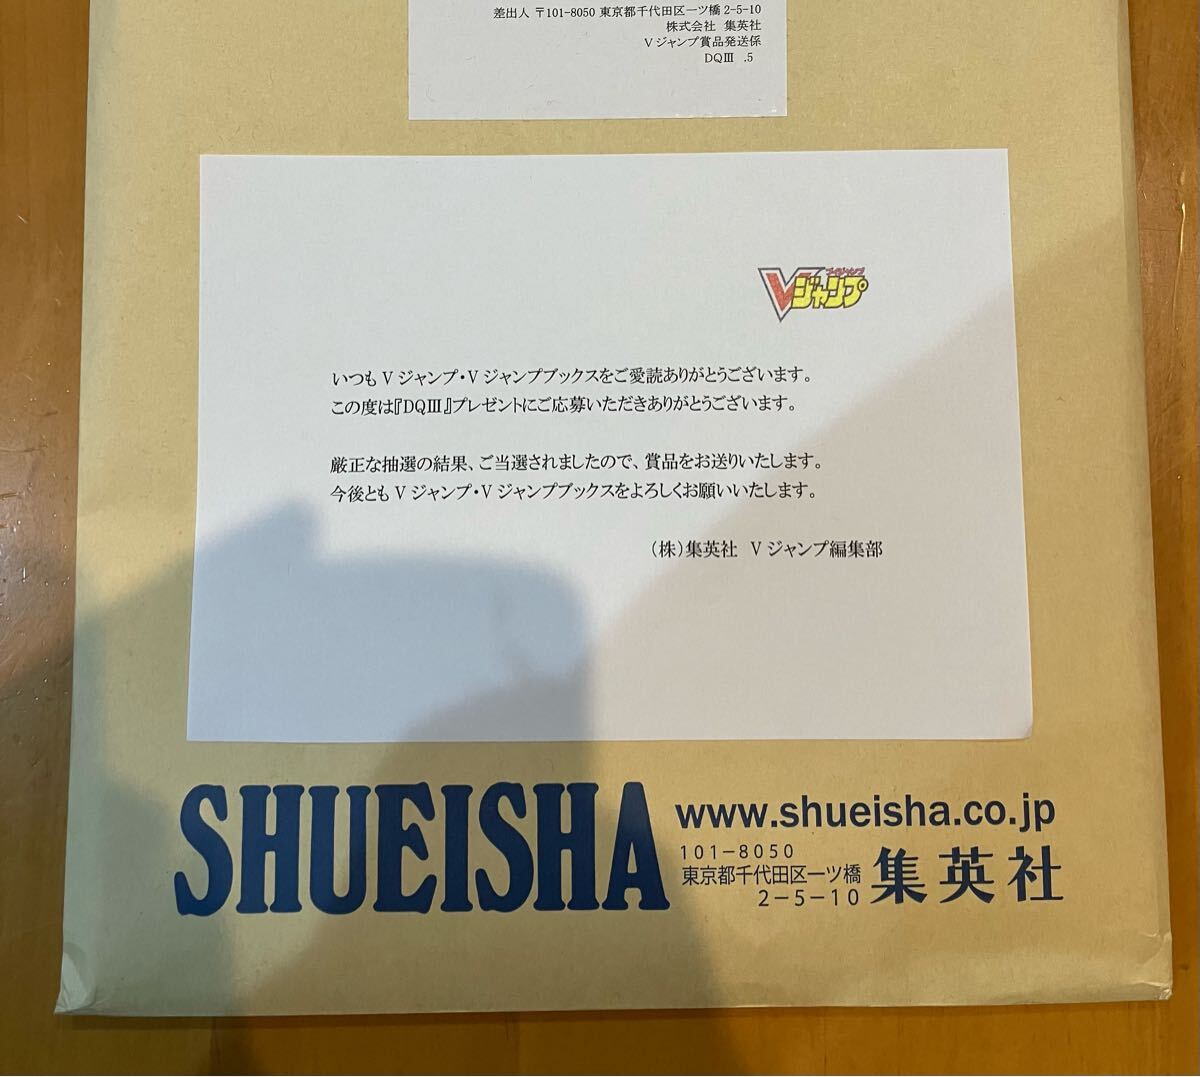 差出人 〒101-8050 東京都千代田区一ツ橋 2-5-10
株式会社 集英社
Vジャンプ賞品発送係
DQⅢ .5
ブイジャンプ
Vジャンプ
いつも V ジャンプ・V ジャンプブックスをご愛読ありがとうございます。
この度は『DQⅢ』プレゼントにご応募いただきありがとうございます。
厳正な抽選の結果、ご当選されましたので、賞品をお送りいたします。
今後とも V ジャンプ・V ジャンプブックスをよろしくお願いいたします。
（株）集英社 V ジャンプ編集部
SHUEISHA
www.shueisha.co.jp
101-8050
東京都千代田区一ツ橋
2-5-10
集英社